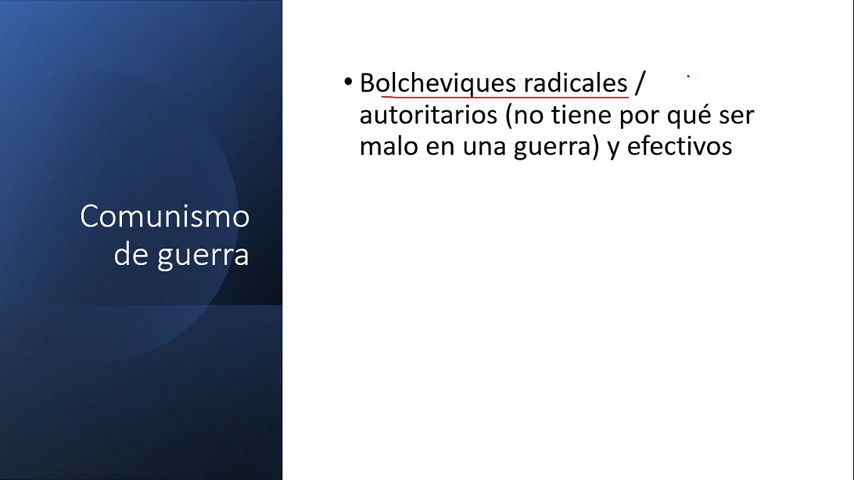 Comunismo
de guerra
• Bolcheviques radicales /
autoritarios (no tiene por qué ser
malo en una guerra) y efectivos